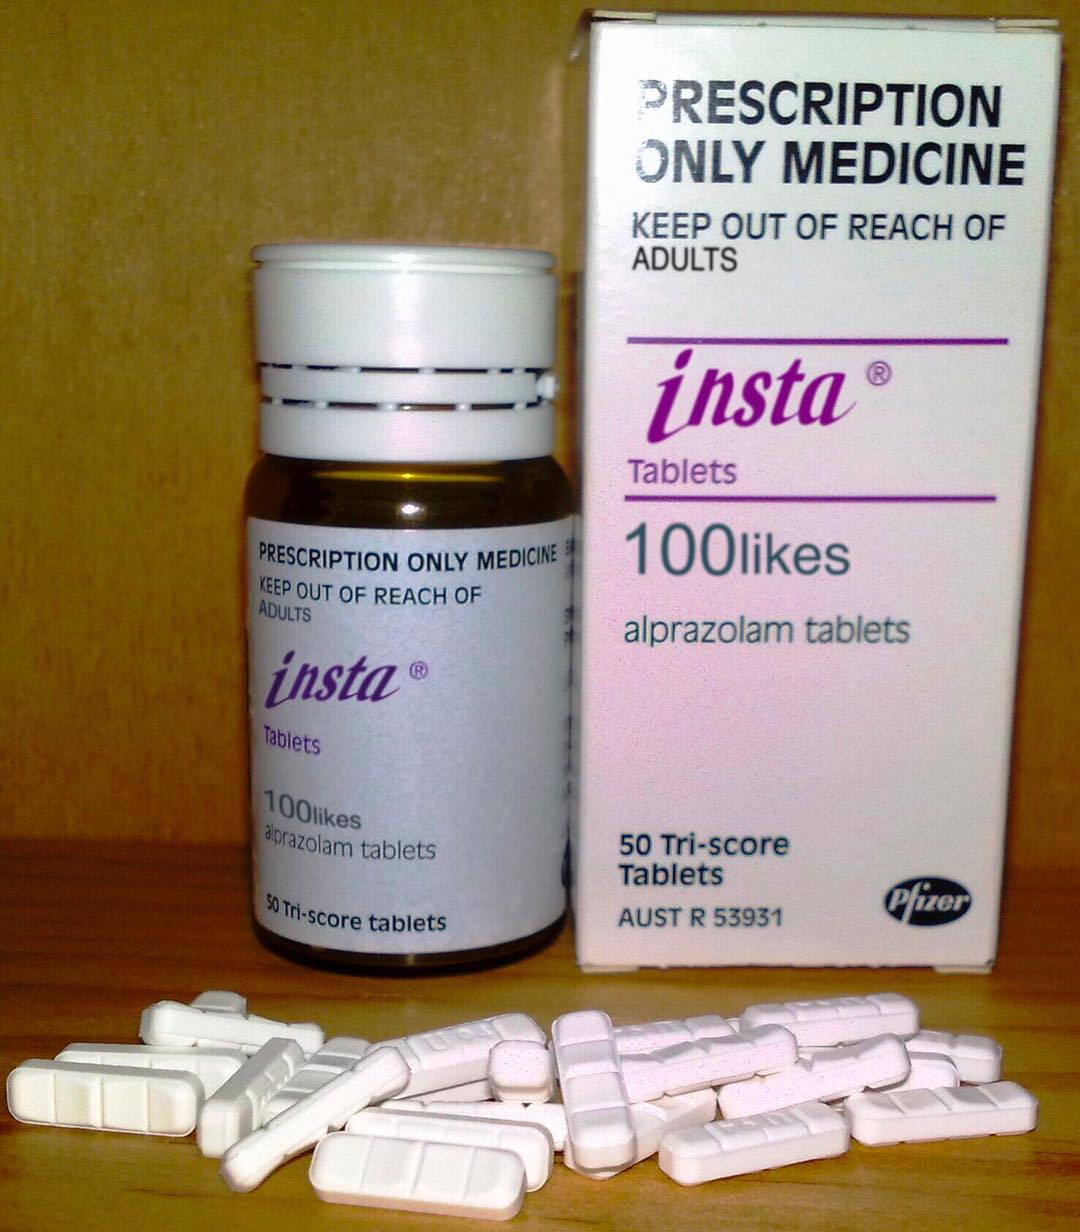 PRESCRIPTION
ONLY MEDICINE
KEEP OUT OF REACH OF
ADULTS
insta ®
Tablets
100likes
alprazolam tablets
50 Tri-score
Tablets
AUST R 53931
Pfizer
PRESCRIPTION ONLY MEDICINE
KEEP OUT OF REACH OF
ADULTS
insta ®
Tablets
100likes
alprazolam tablets
50 Tri-score tablets